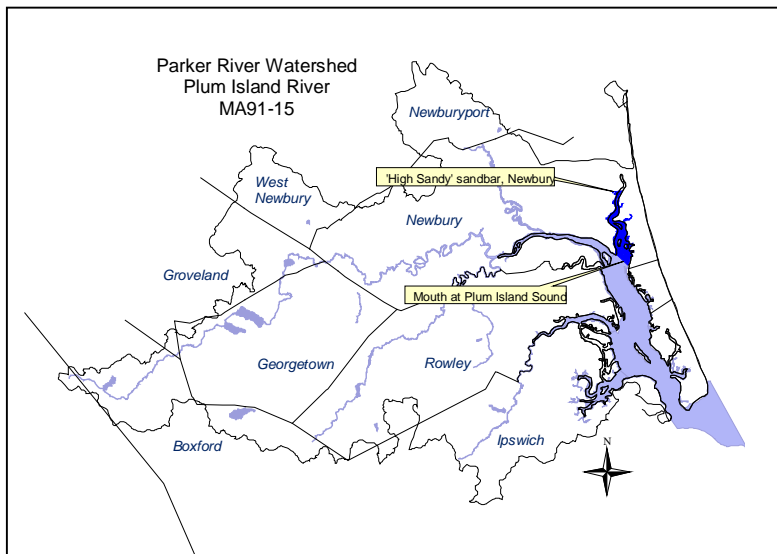 Parker River Watershed
Plum Island River
MA91-15
Newburyport
'High Sandy' sandbar, Newbury
West
Newbury
Newbury
Groveland
Mouth at Plum Island Sound
Georgetown
Rowley
Boxford
Ipswich
N